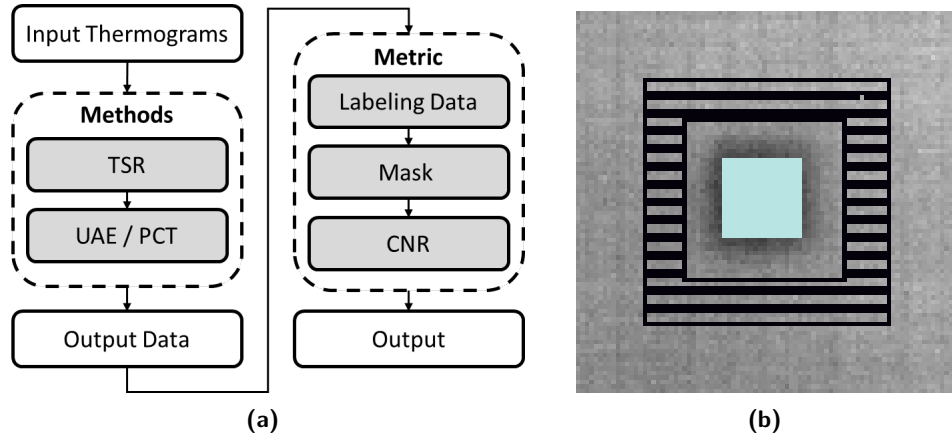 Input Thermograms
Methods
TSR
UAE / PCT
Output Data
Metric
Labeling Data
Mask
CNR
Output
(a)
(b)